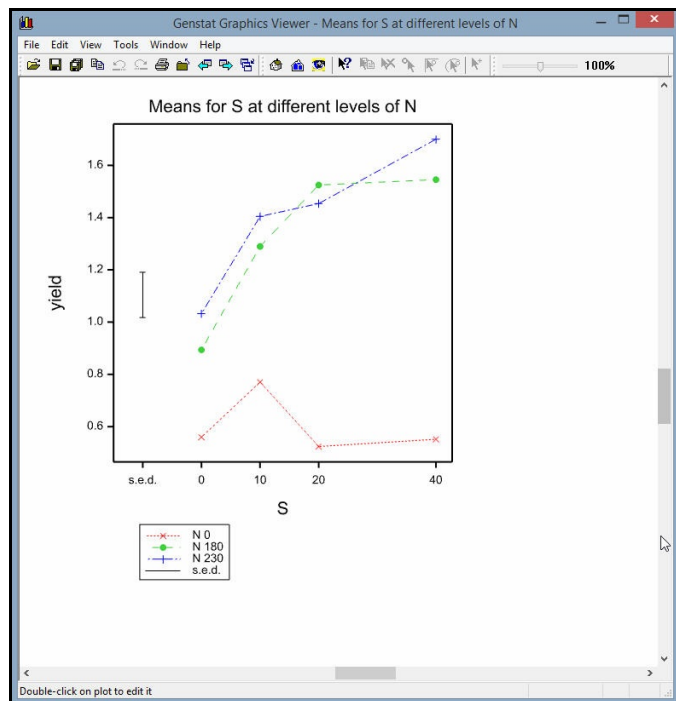 Genstat Graphics Viewer - Means for S at different levels of N
File Edit View Tools Window Help
100%
Means for S at different levels of N
1.6
1.4
1.2
1.0
0.8
0.6
yield
s.e.d. 0 10 20 40
S
N 0
N 180
N 230
s.e.d.
Double-click on plot to edit it